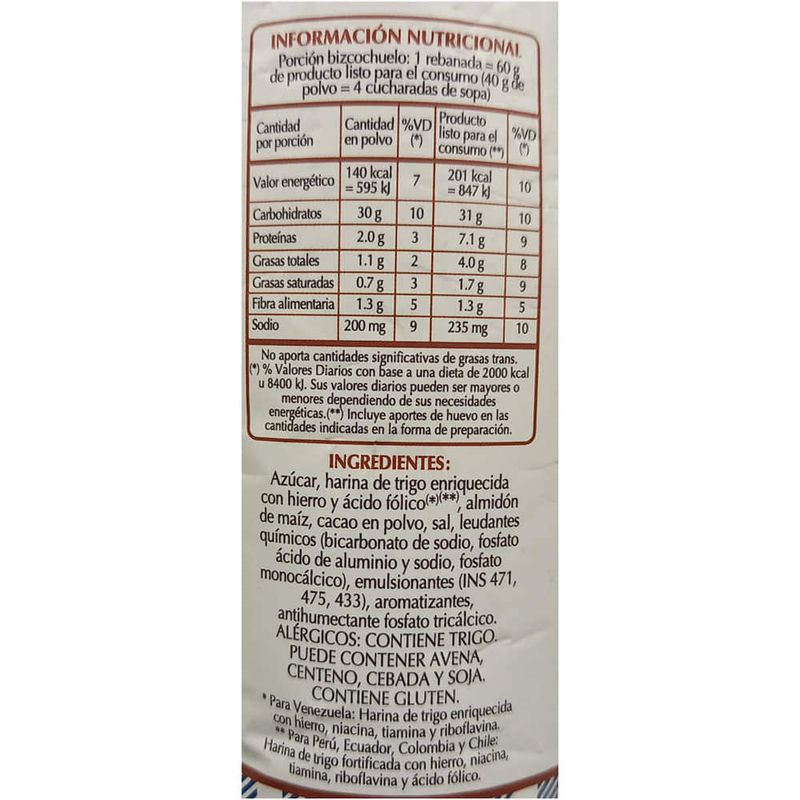 INFORMACIÓN NUTRICIONAL
Porción bizcochuelo: 1 rebanada = 60 g
de producto listo para el consumo (40 g de
polvo = 4 cucharadas de sopa)
Cantidad por porción | Cantidad en polvo | %VD (*) | Producto listo para el consumo (**) | %VD (*)
Valor energético | 140 kcal = 595 kJ | 7 | 201 kcal = 847 kJ | 10
Carbohidratos | 30 g | 10 | 31 g | 10
Proteínas | 2.0 g | 3 | 7.1 g | 9
Grasas totales | 1.1 g | 2 | 4.0 g | 8
Grasas saturadas | 0.7 g | 3 | 1.7 g | 9
Fibra alimentaria | 1.3 g | 5 | 1.3 g | 5
Sodio | 200 mg | 9 | 235 mg | 10
No aporta cantidades significativas de grasas trans.
(*) % Valores Diarios con base a una dieta de 2000 kcal
u 8400 kJ. Sus valores diarios pueden ser mayores o
menores dependiendo de sus necesidades
energéticas.(**) Incluye aportes de huevo en las
cantidades indicadas en la forma de preparación.
INGREDIENTES:
Azúcar, harina de trigo enriquecida
con hierro y ácido fólico(*)(**), almidón
de maíz, cacao en polvo, sal, leudantes
químicos (bicarbonato de sodio, fosfato
ácido de aluminio y sodio, fosfato
monocálcico), emulsionantes (INS 471,
475, 433), aromatizantes,
antihumectante fosfato tricálcico.
ALÉRGICOS: CONTIENE TRIGO.
PUEDE CONTENER AVENA,
CENTENO, CEBADA Y SOJA.
CONTIENE GLUTEN.
* Para Venezuela: Harina de trigo enriquecida
con hierro, niacina, tiamina y riboflavina.
** Para Perú, Ecuador, Colombia y Chile:
Harina de trigo fortificada con hierro, niacina,
tiamina, riboflavina y ácido fólico.